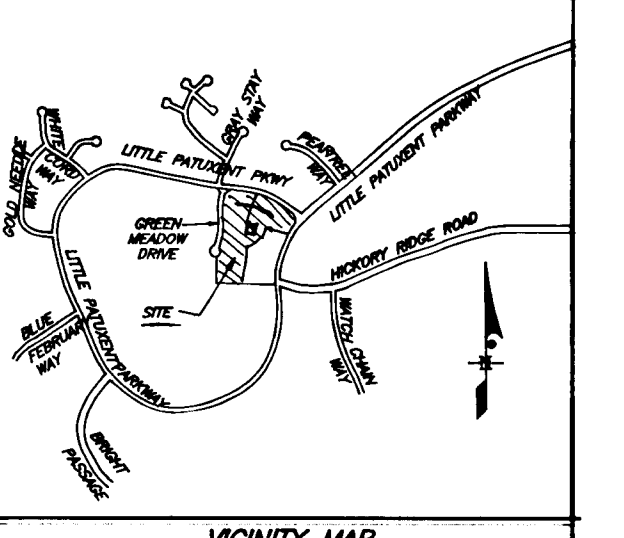 WHITE
CORD
WAY
GOLD NEEDLE
WAY
LITTLE PATUXENT PKWY
GRAY STAY
WAY
PEARTREE
WAY
LITTLE PATUXENT PARKWAY
GREEN
MEADOW
DRIVE
HICKORY RIDGE ROAD
SITE
LITTLE PATUXENT PARKWAY
BLUE
FEBRUARY
WAY
WATCH CHAIN
WAY
BRIGHT
PASSAGE
VICINITY MAP